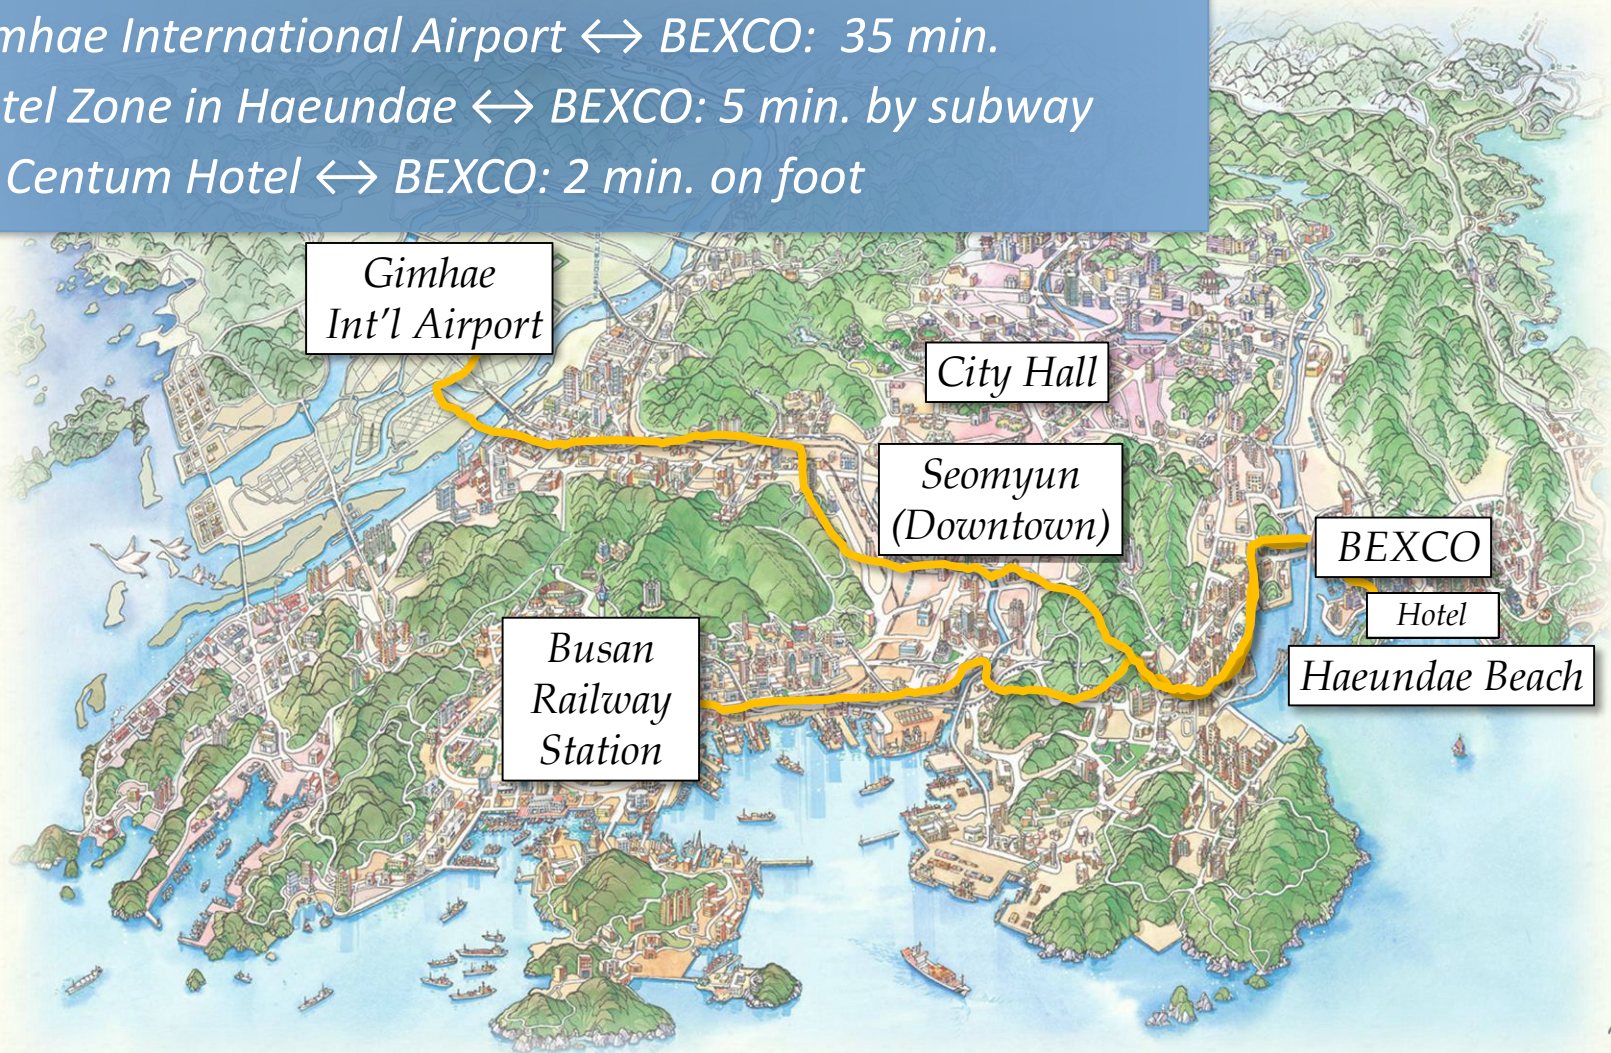 mhae International Airport ↔ BEXCO: 35 min.
tel Zone in Haeundae ↔ BEXCO: 5 min. by subway
Centum Hotel ↔ BEXCO: 2 min. on foot
Gimhae
Int'l Airport
City Hall
Seomyun
(Downtown)
BEXCO
Hotel
Busan
Railway
Station
Haeundae Beach